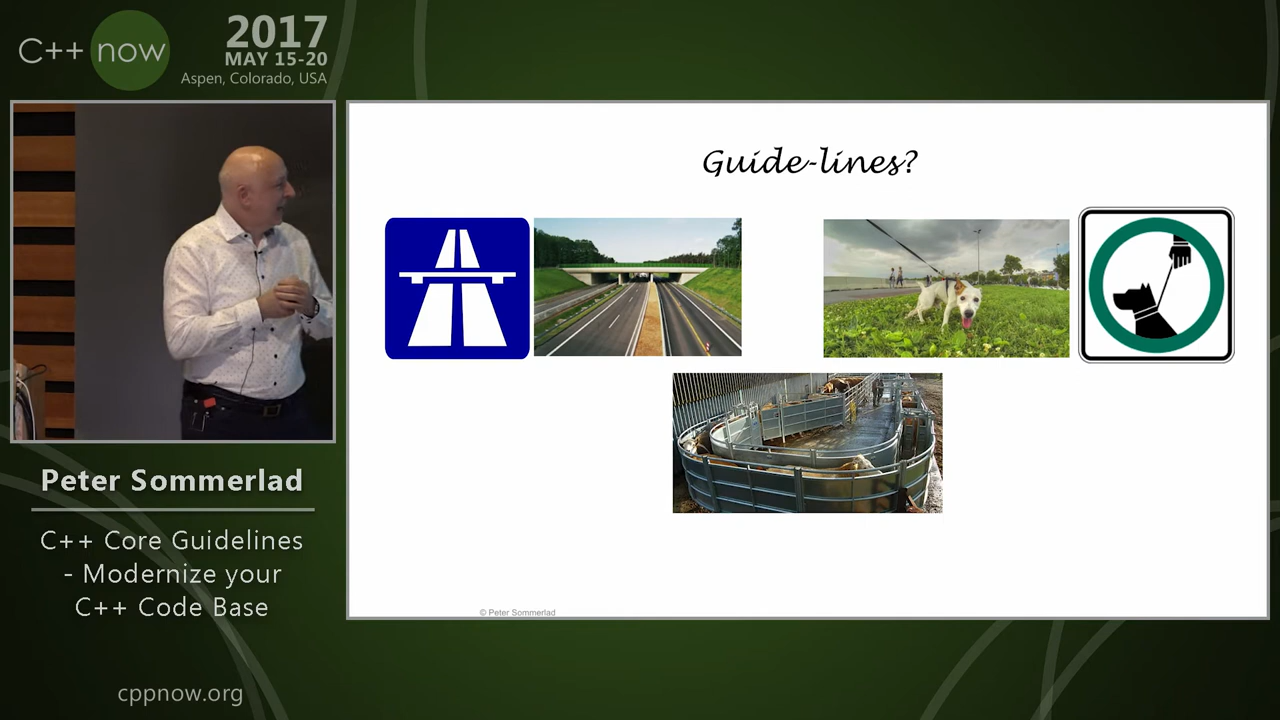 C++ now
2017
MAY 15-20
Aspen, Colorado, USA
Guide-lines?
Peter Sommerlad
C++ Core Guidelines
- Modernize your
C++ Code Base
© Peter Sommerlad
cppnow.org